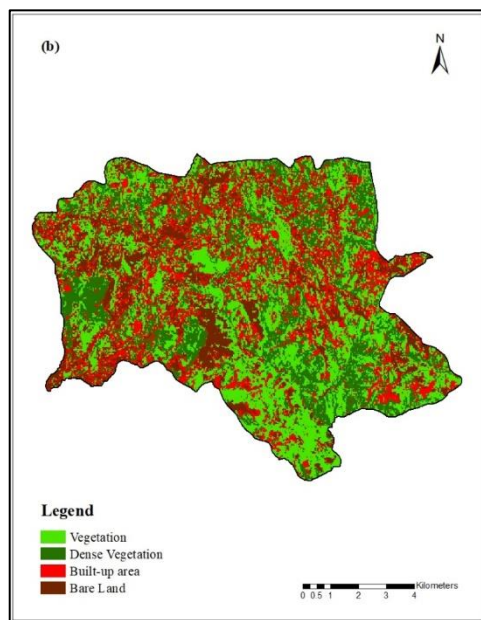 (b)
N
Legend
Vegetation
Dense Vegetation
Built-up area
Bare Land
Kilometers
0 0.5 1 2 3 4